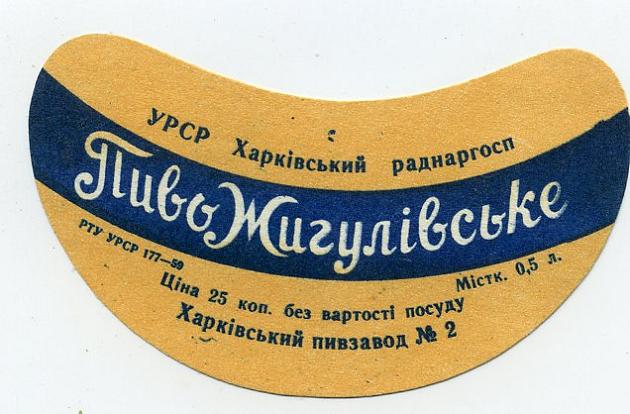 УРСР Харківський раднаргосп
Пиво Жигулівське
РТУ УРСР 177—59
Містк. 0,5 л.
Ціна 25 коп. без вартості посуду
Харківський пивзавод № 2